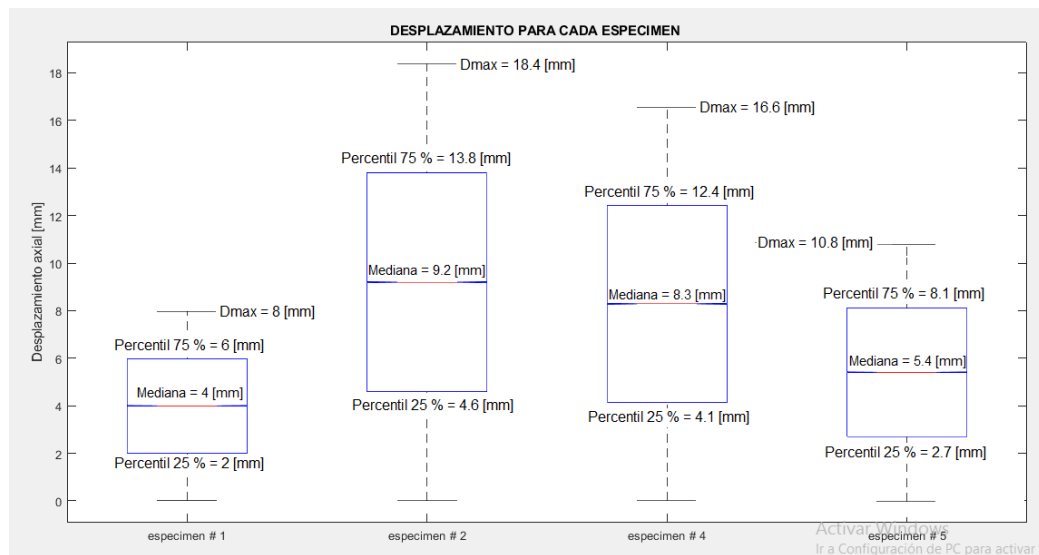 DESPLAZAMIENTO PARA CADA ESPECIMEN
Desplazamiento axial [mm]
18
16
14
12
10
8
6
4
2
0
Dmax = 8 [mm]
Percentil 75 % = 6 [mm]
Mediana = 4 [mm]
Percentil 25 % = 2 [mm]
Dmax = 18.4 [mm]
Percentil 75 % = 13.8 [mm]
Mediana = 9.2 [mm]
Percentil 25 % = 4.6 [mm]
Dmax = 16.6 [mm]
Percentil 75 % = 12.4 [mm]
Mediana = 8.3 [mm]
Percentil 25 % = 4.1 [mm]
Dmax = 10.8 [mm]
Percentil 75 % = 8.1 [mm]
Mediana = 5.4 [mm]
Percentil 25 % = 2.7 [mm]
especimen # 1
especimen # 2
especimen # 4
especimen # 5
Activar Windows
Ir a Configuración de PC para activar